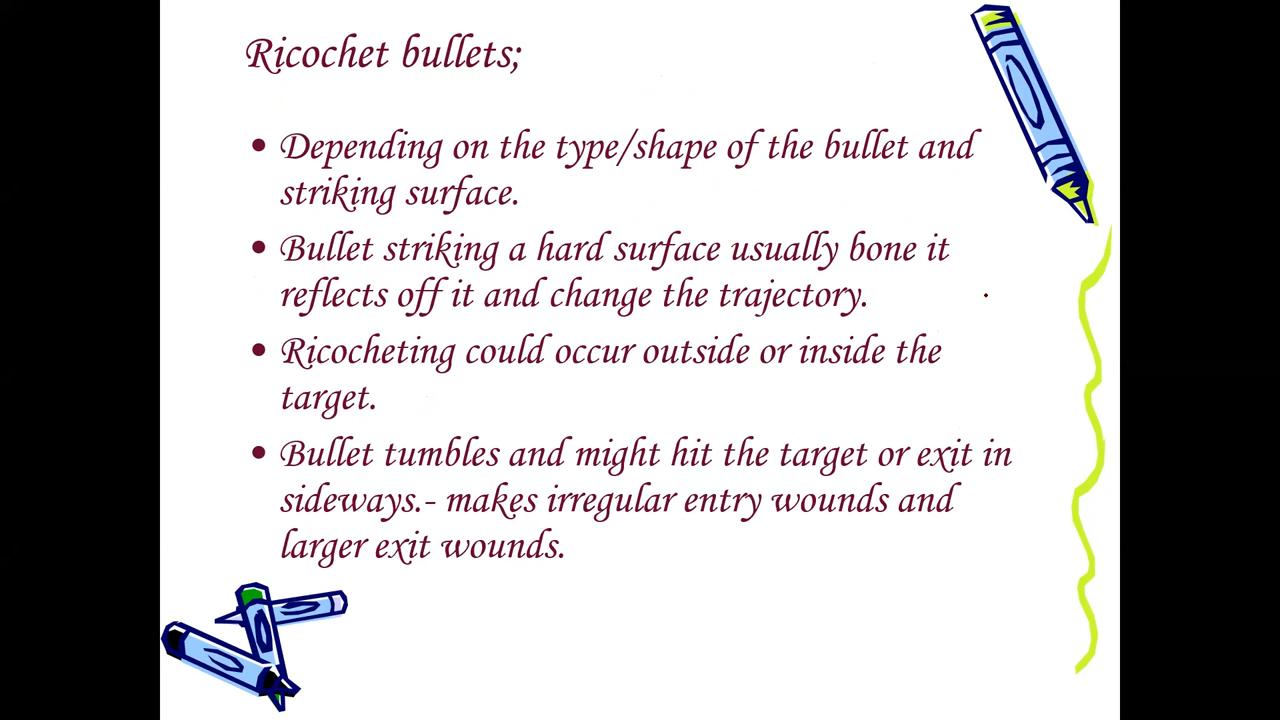 Ricochet bullets;
• Depending on the type/shape of the bullet and
striking surface.
• Bullet striking a hard surface usually bone it
reflects off it and change the trajectory.
• Ricocheting could occur outside or inside the
target.
• Bullet tumbles and might hit the target or exit in
sideways.- makes irregular entry wounds and
larger exit wounds.